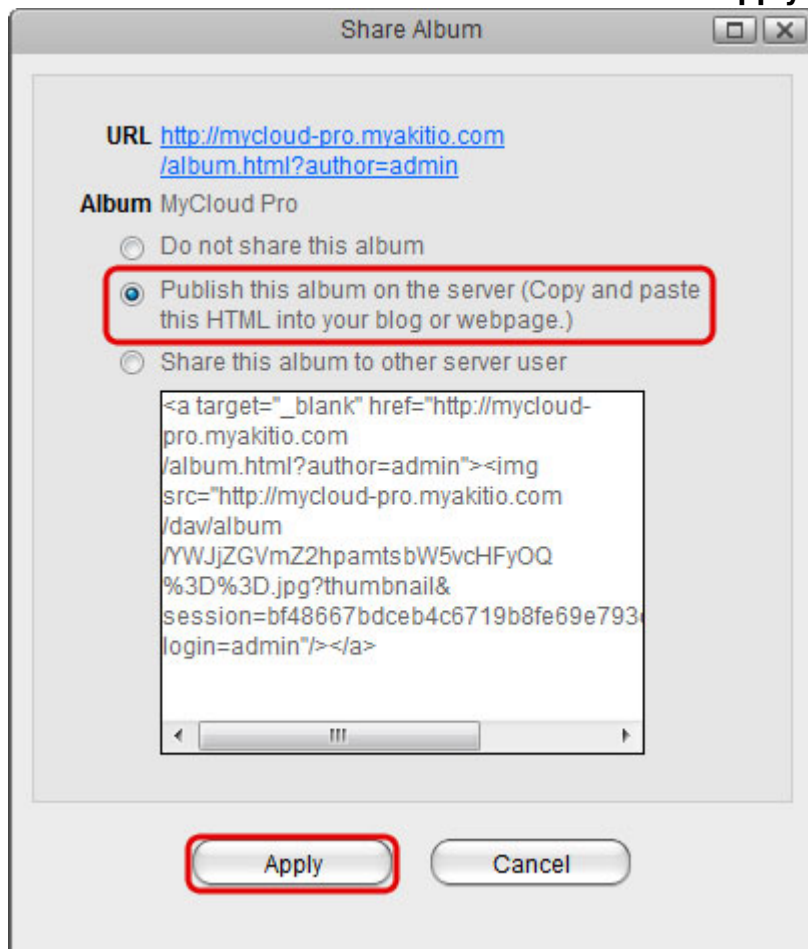 Apply
Share Album
URL http://mycloud-pro.myakitio.com
/album.html?author=admin
Album MyCloud Pro
Do not share this album
Publish this album on the server (Copy and paste
this HTML into your blog or webpage.)
Share this album to other server user
<a target="_blank" href="http://mycloud-
pro.myakitio.com
/album.html?author=admin"><img
src="http://mycloud-pro.myakitio.com
/dav/album
/YWJjZGVmZ2hpamtsbW5vcHFyOQ
%3D%3D.jpg?thumbnail&
session=bf48667bdceb4c6719b8fe69e793
login=admin"/></a>
Apply Cancel